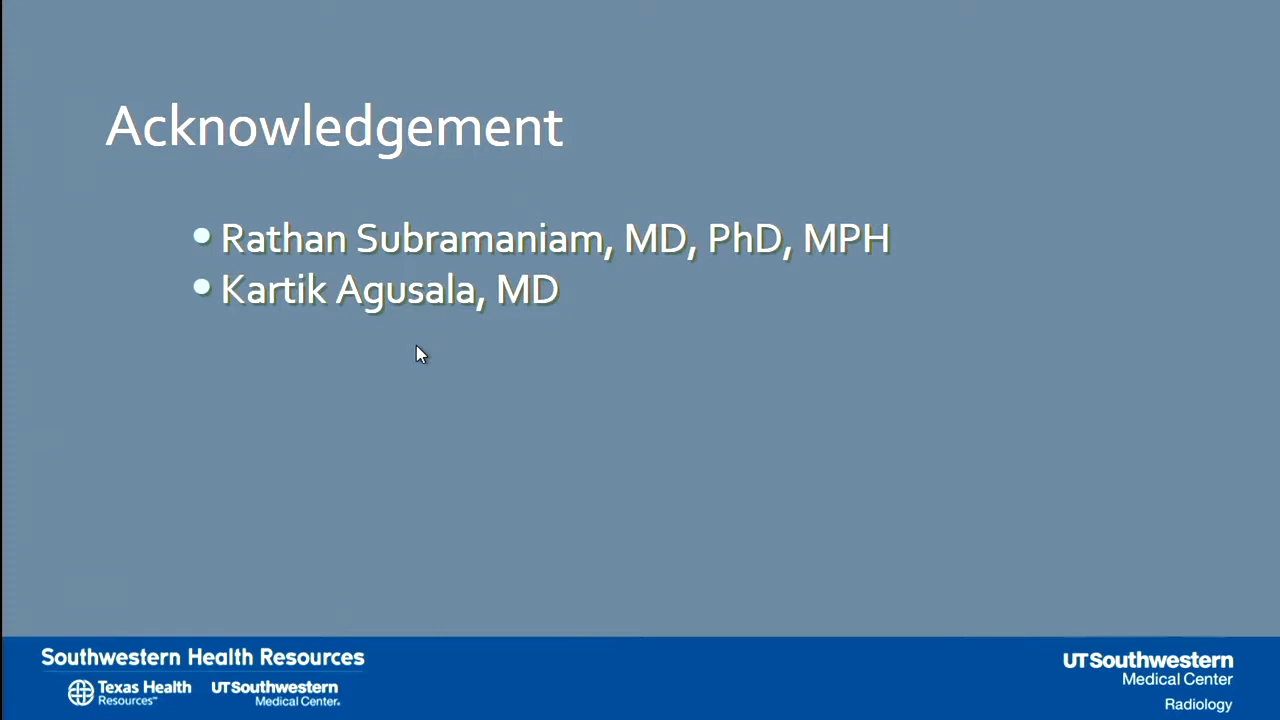 Acknowledgement
• Rathan Subramaniam, MD, PhD, MPH
• Kartik Agusala, MD
Southwestern Health Resources
Texas Health Resources℠
UTSouthwestern Medical Center.
UTSouthwestern
Medical Center
Radiology